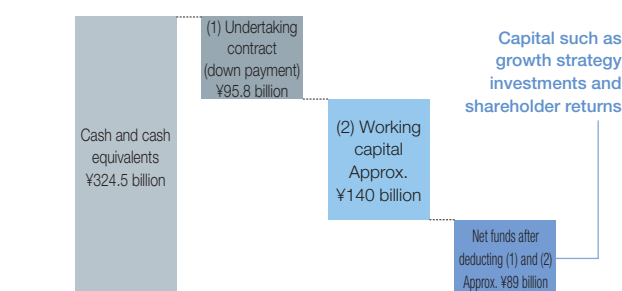 Cash and cash
equivalents
¥324.5 billion
(1) Undertaking
contract
(down payment)
¥95.8 billion
(2) Working
capital
Approx.
¥140 billion
Net funds after
deducting (1) and (2)
Approx. ¥89 billion
Capital such as
growth strategy
investments and
shareholder returns